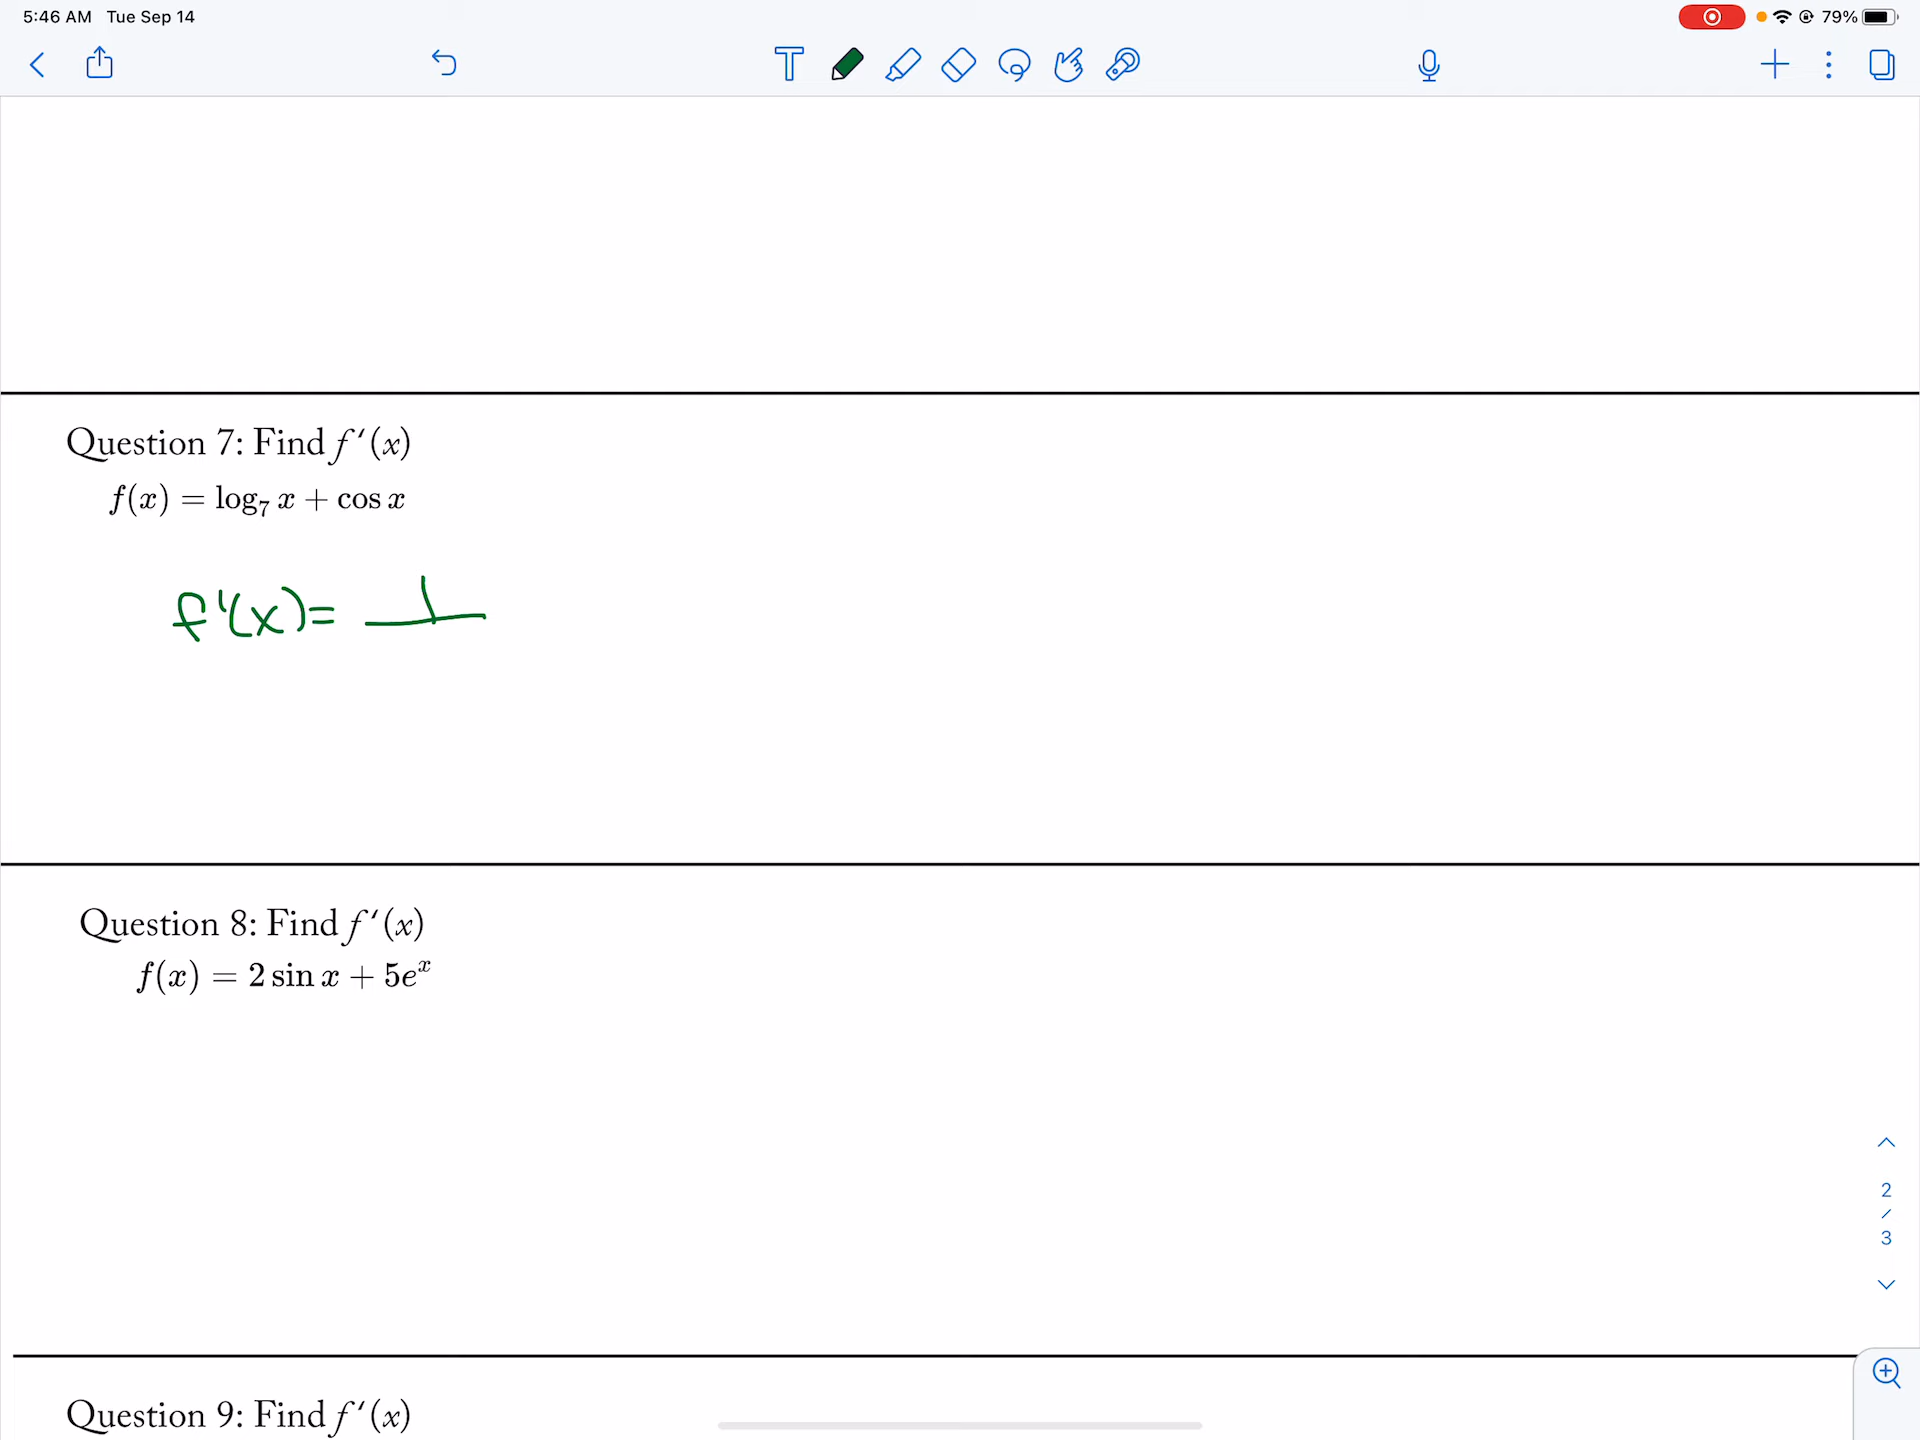 5:46 AM Tue Sep 14
79%
Question 7: Find f′(x)
f(x) = log₇ x + cos x
f'(x)= 1
Question 8: Find f′(x)
f(x) = 2 sin x + 5eˣ
2
/
3
Question 9: Find f′(x)